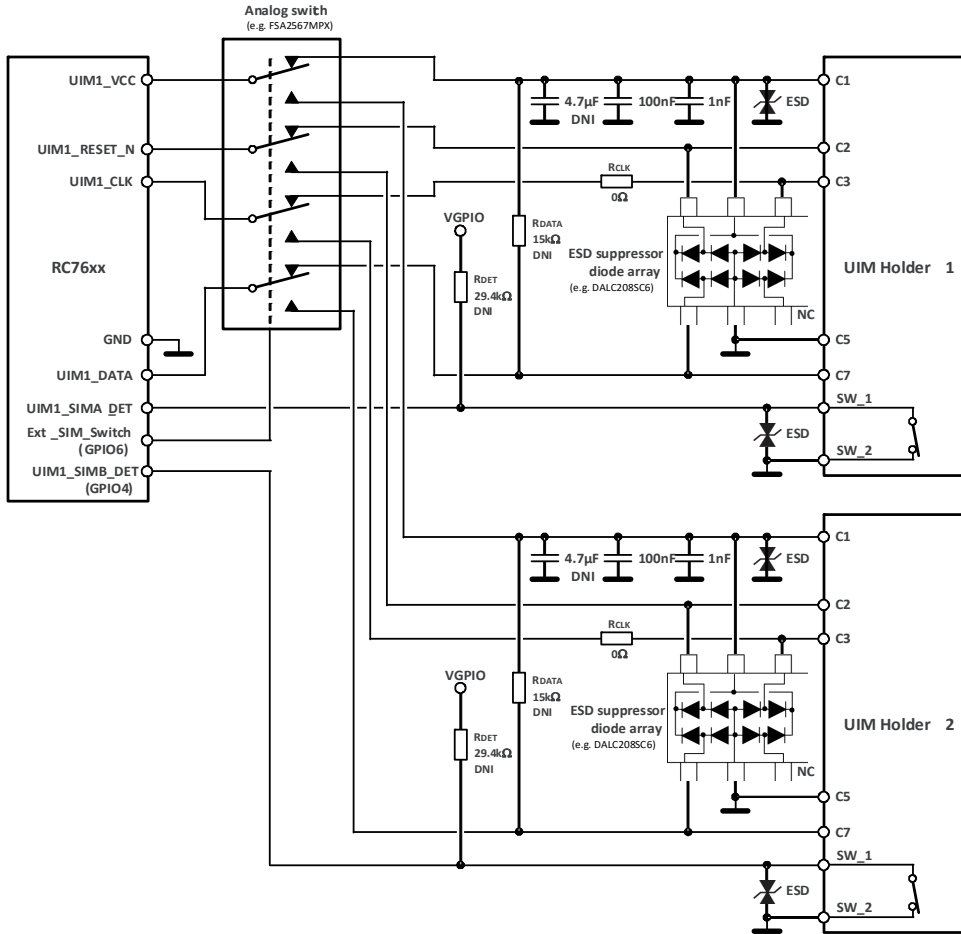 Analog swith
(e.g. FSA2567MPX)
UIM1_VCC
UIM1_RESET_N
UIM1_CLK
RC76xx
GND
UIM1_DATA
UIM1_SIMA_DET
Ext_SIM_Switch
(GPIO6)
UIM1_SIMB_DET
(GPIO4)
4.7µF
DNI
100nF
1nF
ESD
C1
C2
RCLK
0Ω
C3
VGPIO
RDATA
15kΩ
DNI
RDET
29.4kΩ
DNI
ESD suppressor
diode array
(e.g. DALC208SC6)
NC
UIM Holder 1
C5
C7
SW_1
ESD
SW_2
4.7µF
DNI
100nF
1nF
ESD
C1
C2
RCLK
0Ω
C3
VGPIO
RDATA
15kΩ
DNI
RDET
29.4kΩ
DNI
ESD suppressor
diode array
(e.g. DALC208SC6)
NC
UIM Holder 2
C5
C7
SW_1
ESD
SW_2